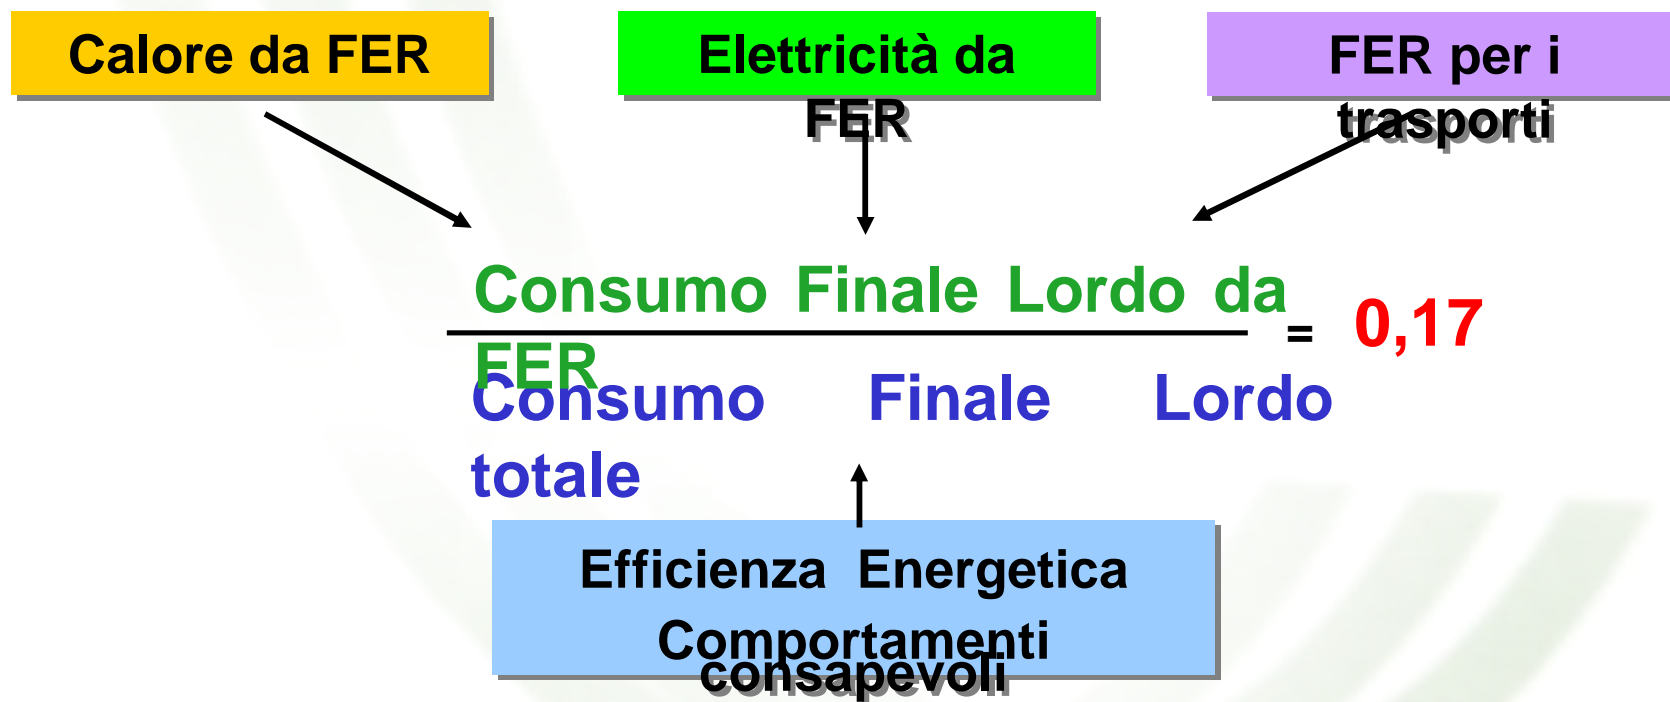 Calore da FER
Elettricità da
FER
FER per i
trasporti
Consumo Finale Lordo da
FER
= 0,17
Consumo Finale Lordo
totale
Efficienza Energetica
Comportamenti
consapevoli